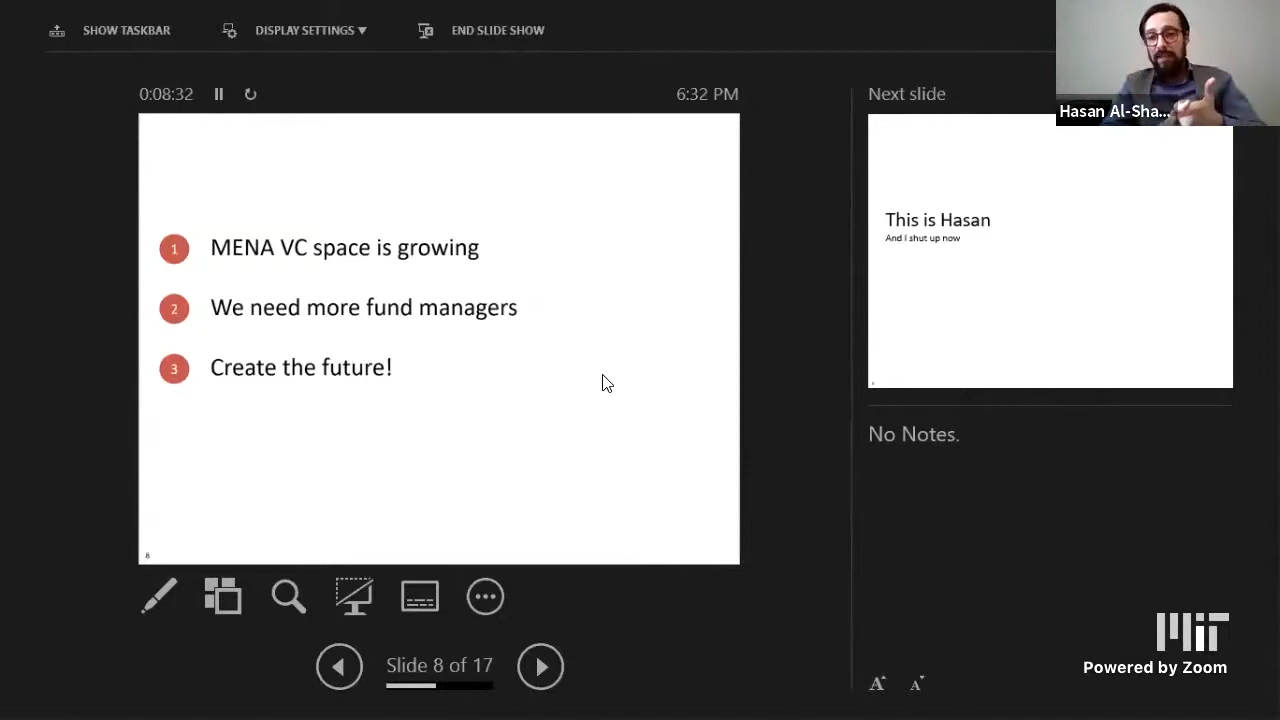 SHOW TASKBAR
DISPLAY SETTINGS ▼
END SLIDE SHOW
0:08:32
6:32 PM
Next slide
Hasan Al-Sha...
1 MENA VC space is growing
2 We need more fund managers
3 Create the future!
8
This is Hasan
And I shut up now
No Notes.
Slide 8 of 17
MIT
Powered by Zoom
A A